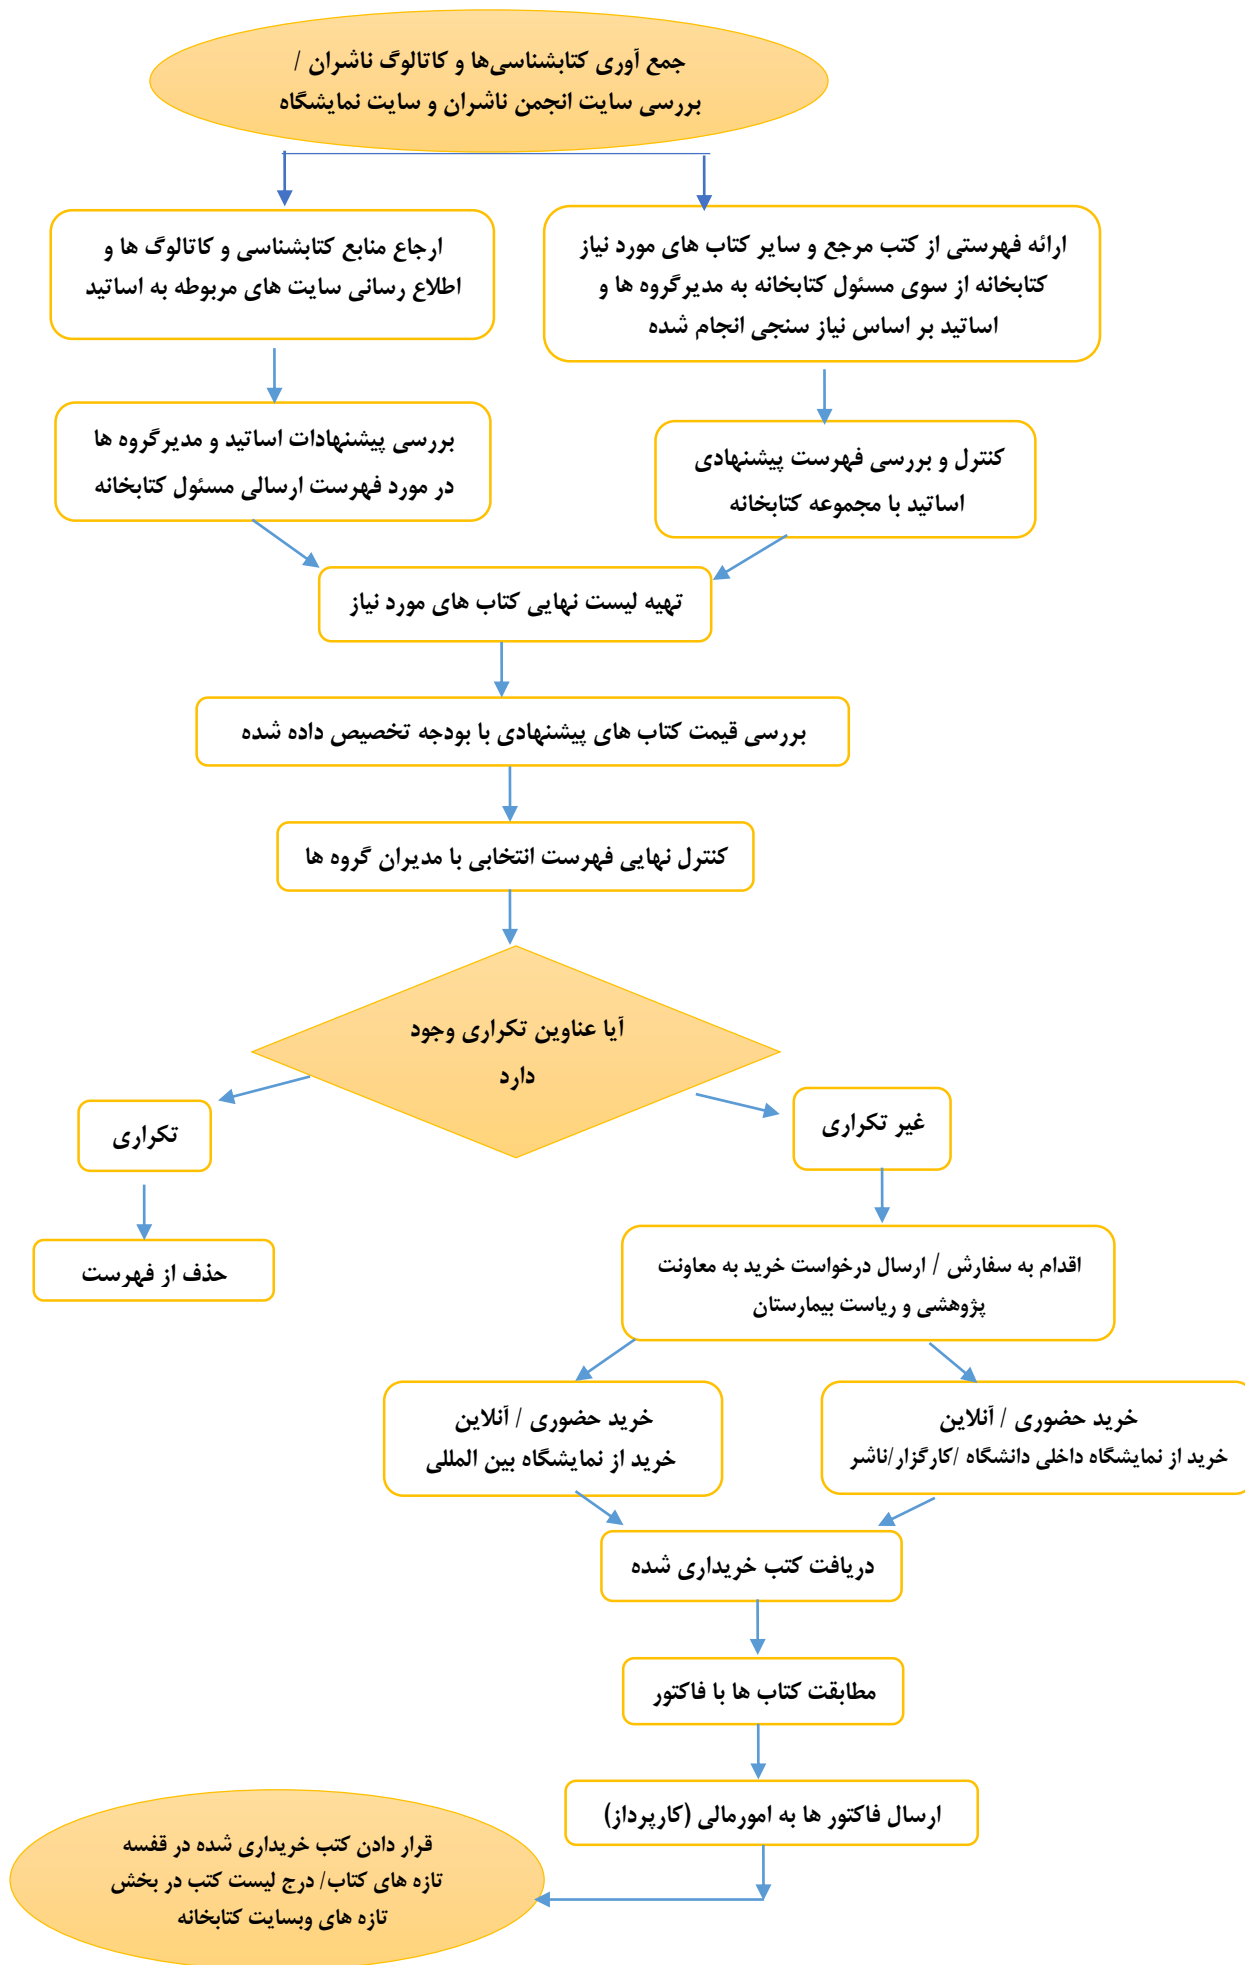 جمع آوری کتابشناسی‌ها و کاتالوگ ناشران /
بررسی سایت انجمن ناشران و سایت نمایشگاه
ارائه فهرستی از کتب مرجع و سایر کتاب های مورد نیاز
کتابخانه از سوی مسئول کتابخانه به مدیرگروه ها و
اساتید بر اساس نیاز سنجی انجام شده
ارجاع منابع کتابشناسی و کاتالوگ ها و
اطلاع رسانی سایت های مربوطه به اساتید
کنترل و بررسی فهرست پیشنهادی
اساتید با مجموعه کتابخانه
بررسی پیشنهادات اساتید و مدیرگروه ها
در مورد فهرست ارسالی مسئول کتابخانه
تهیه لیست نهایی کتاب های مورد نیاز
بررسی قیمت کتاب های پیشنهادی با بودجه تخصیص داده شده
کنترل نهایی فهرست انتخابی با مدیران گروه ها
آیا عناوین تکراری وجود
دارد
غیر تکراری
تکراری
حذف از فهرست
اقدام به سفارش / ارسال درخواست خرید به معاونت
پژوهشی و ریاست بیمارستان
خرید حضوری / آنلاین
خرید از نمایشگاه داخلی دانشگاه /کارگزار/ناشر
خرید حضوری / آنلاین
خرید از نمایشگاه بین المللی
دریافت کتب خریداری شده
مطابقت کتاب ها با فاکتور
ارسال فاکتور ها به امورمالی (کارپرداز)
قرار دادن کتب خریداری شده در قفسه
تازه های کتاب/ درج لیست کتب در بخش
تازه های وبسایت کتابخانه